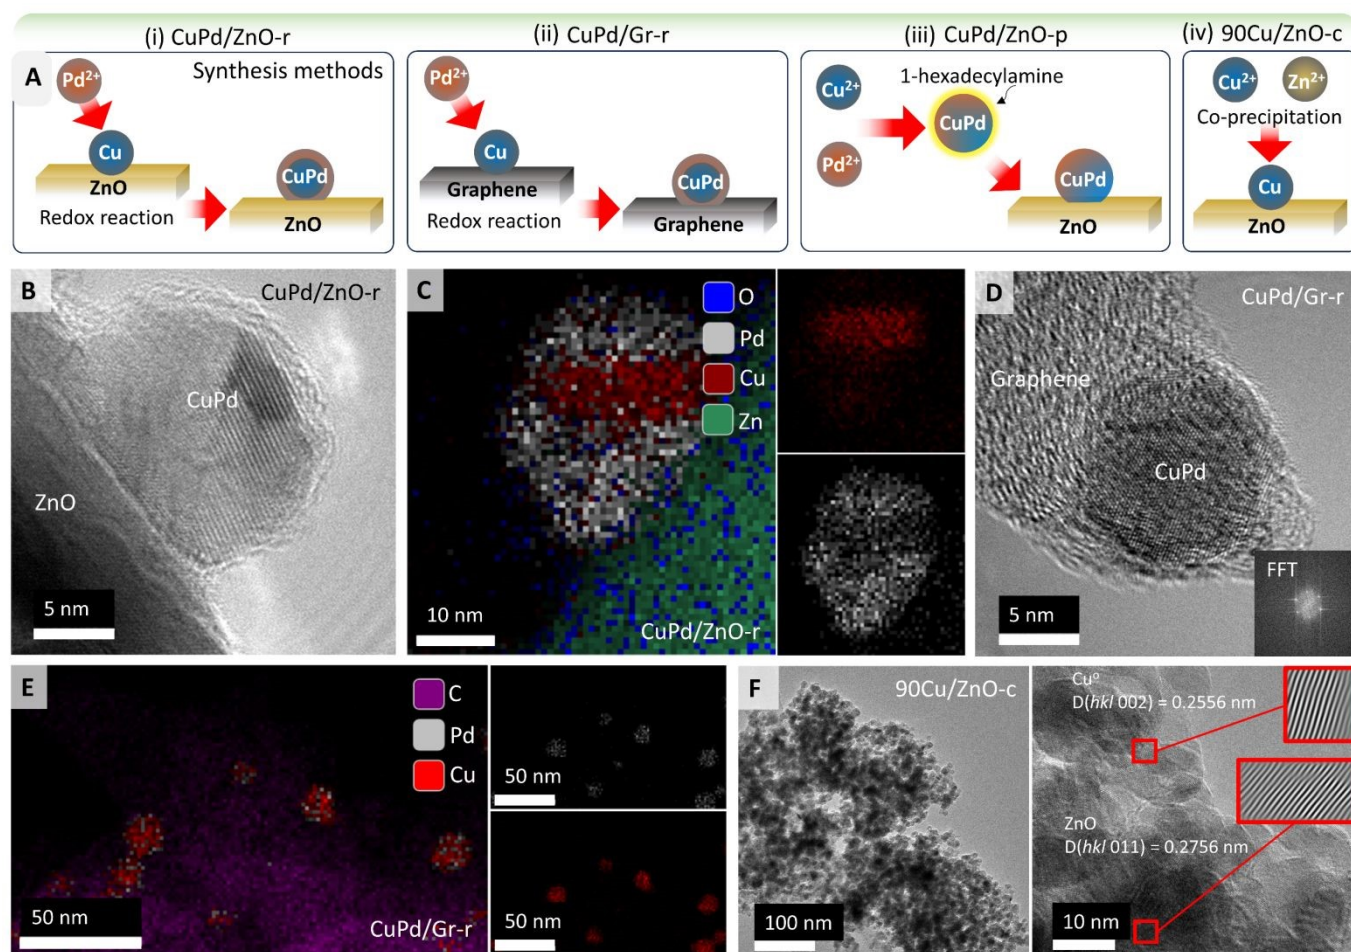 (i) CuPd/ZnO-r
(ii) CuPd/Gr-r
(iii) CuPd/ZnO-p
(iv) 90Cu/ZnO-c
A
Pd²⁺
Synthesis methods
Cu
ZnO
Redox reaction
CuPd
ZnO
Pd²⁺
Cu
Graphene
Redox reaction
CuPd
Graphene
Cu²⁺
Pd²⁺
1-hexadecylamine
CuPd
CuPd
ZnO
Cu²⁺
Zn²⁺
Co-precipitation
Cu
ZnO
B
CuPd/ZnO-r
CuPd
ZnO
5 nm
C
O
Pd
Cu
Zn
10 nm
CuPd/ZnO-r
D
CuPd/Gr-r
Graphene
CuPd
5 nm
FFT
E
C
Pd
Cu
50 nm
CuPd/Gr-r
50 nm
50 nm
F
90Cu/ZnO-c
100 nm
Cu⁰
D(hkl 002) = 0.2556 nm
ZnO
D(hkl 011) = 0.2756 nm
10 nm